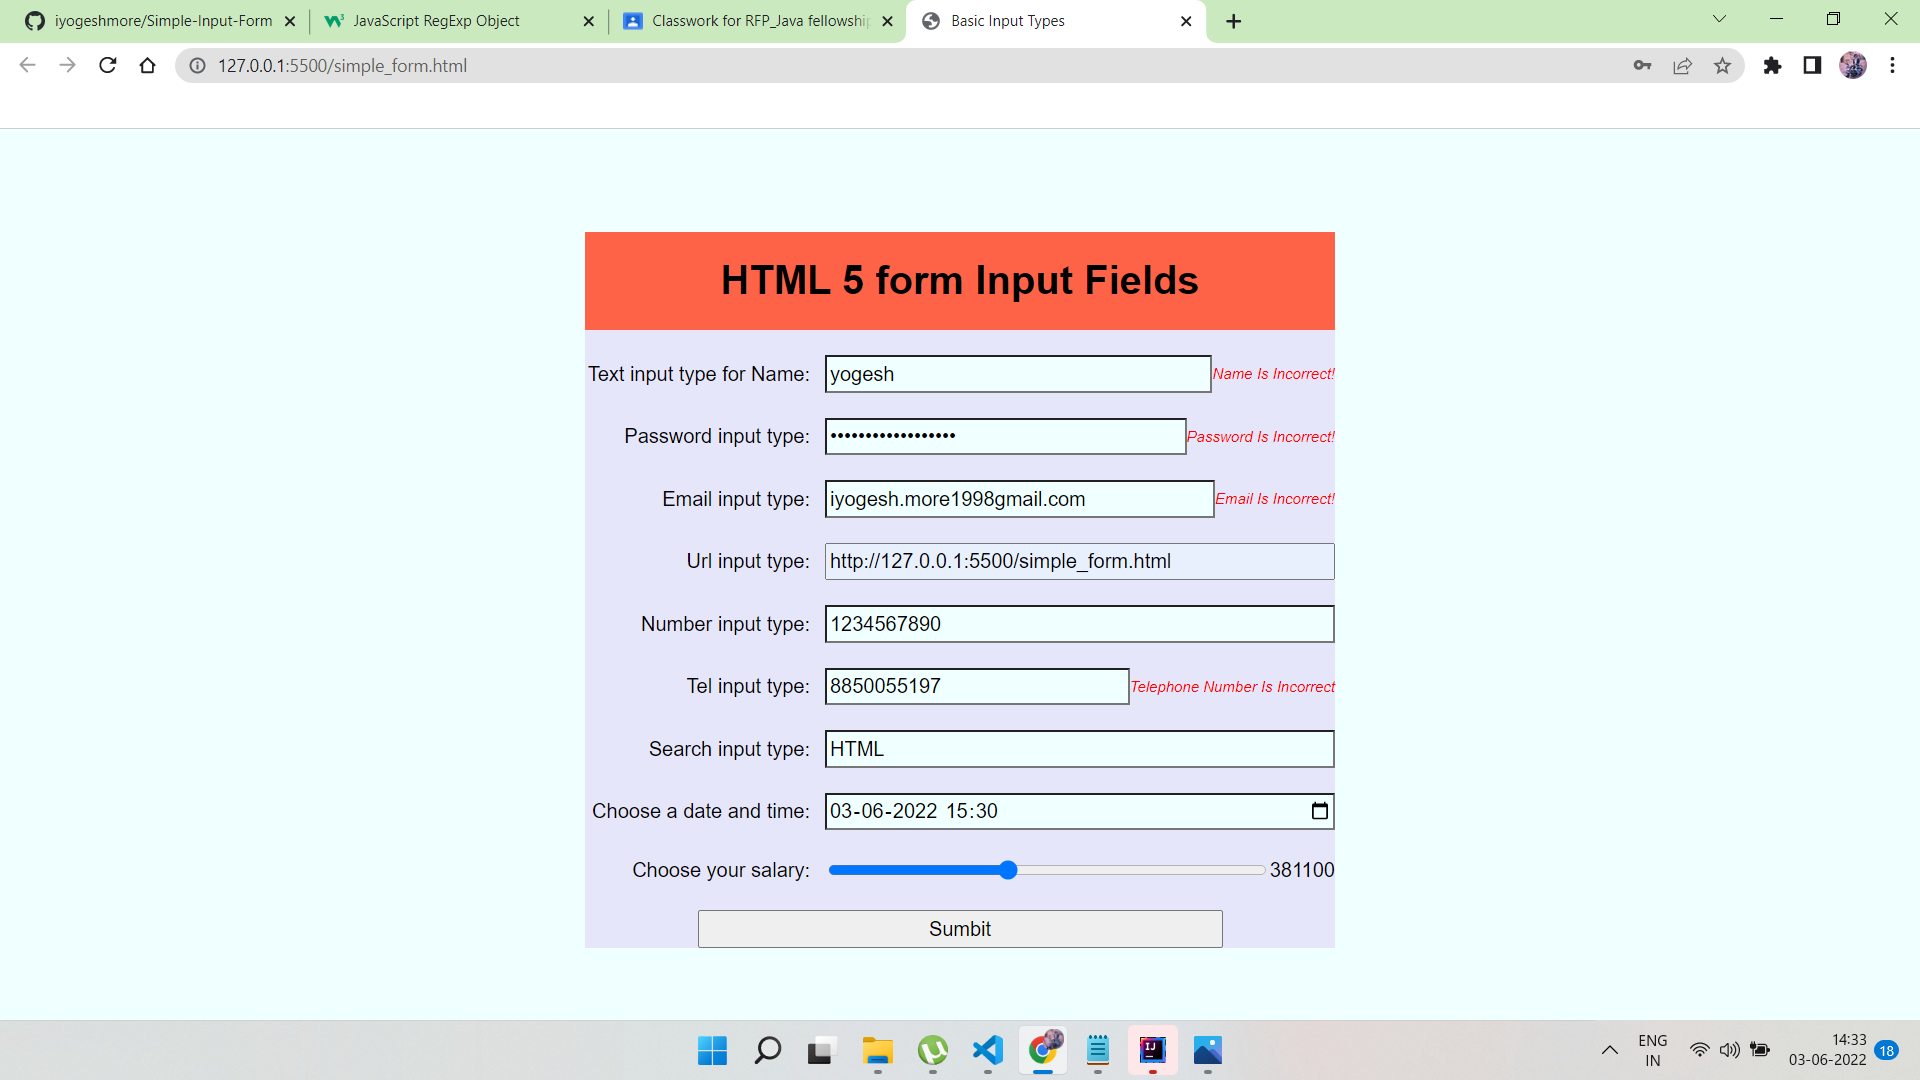 iyogeshmore/Simple-Input-Form
JavaScript RegExp Object
Classwork for RFP_Java fellowship
Basic Input Types
127.0.0.1:5500/simple_form.html
HTML 5 form Input Fields
Text input type for Name: yogesh Name Is Incorrect!
Password input type: •••••••••••••••••• Password Is Incorrect!
Email input type: iyogesh.more1998gmail.com Email Is Incorrect!
Url input type: http://127.0.0.1:5500/simple_form.html
Number input type: 1234567890
Tel input type: 8850055197 Telephone Number Is Incorrect
Search input type: HTML
Choose a date and time: 03-06-2022 15:30
Choose your salary: 381100
Sumbit
ENG
IN
14:33
03-06-2022
18